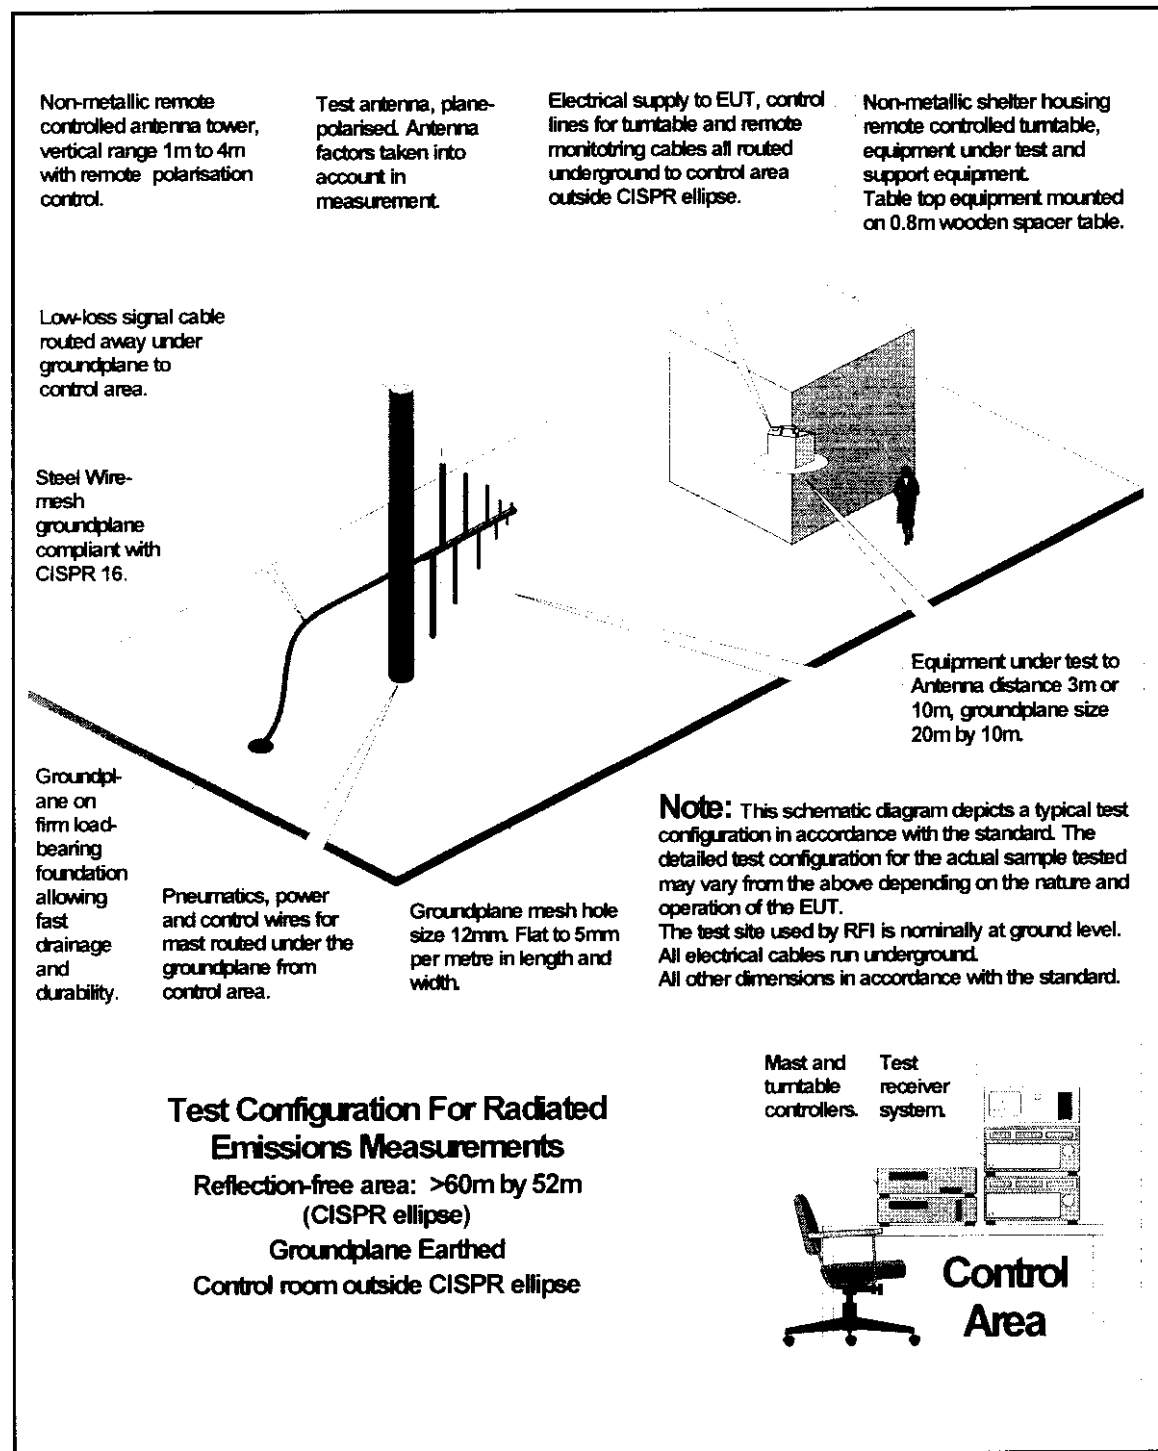 Non-metallic remote
controlled antenna tower,
vertical range 1m to 4m
with remote polarisation
control.
Test antenna, plane-
polarised. Antenna
factors taken into
account in
measurement.
Electrical supply to EUT, control
lines for turntable and remote
monitotring cables all routed
underground to control area
outside CISPR ellipse.
Non-metallic shelter housing
remote controlled turntable,
equipment under test and
support equipment.
Table top equipment mounted
on 0.8m wooden spacer table.
Low-loss signal cable
routed away under
groundplane to
control area.
Steel Wire-
mesh
groundplane
compliant with
CISPR 16.
Equipment under test to
Antenna distance 3m or
10m, groundplane size
20m by 10m.
Groundpl-
ane on
firm load-
bearing
foundation
allowing
fast
drainage
and
durability.
Pneumatics, power
and control wires for
mast routed under the
groundplane from
control area.
Groundplane mesh hole
size 12mm. Flat to 5mm
per metre in length and
width.
Note: This schematic diagram depicts a typical test
configuration in accordance with the standard. The
detailed test configuration for the actual sample tested
may vary from the above depending on the nature and
operation of the EUT.
The test site used by RFI is nominally at ground level.
All electrical cables run underground.
All other dimensions in accordance with the standard.
Test Configuration For Radiated
Emissions Measurements
Reflection-free area: >60m by 52m
(CISPR ellipse)
Groundplane Earthed
Control room outside CISPR ellipse
Mast and
turntable
controllers.
Test
receiver
system.
Control
Area